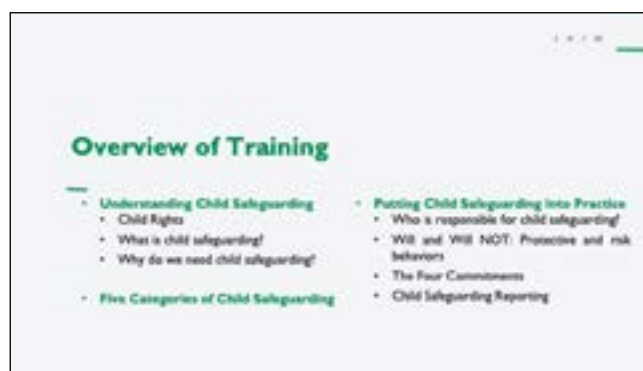 Overview of Training
Understanding Child Safeguarding
Child Rights
What is child safeguarding?
Why do we need child safeguarding?
Five Categories of Child Safeguarding
Putting Child Safeguarding into Practice
Who is responsible for child safeguarding?
Will and Will NOT: Protective and risk
behaviors
The Four Commitments
Child Safeguarding Reporting